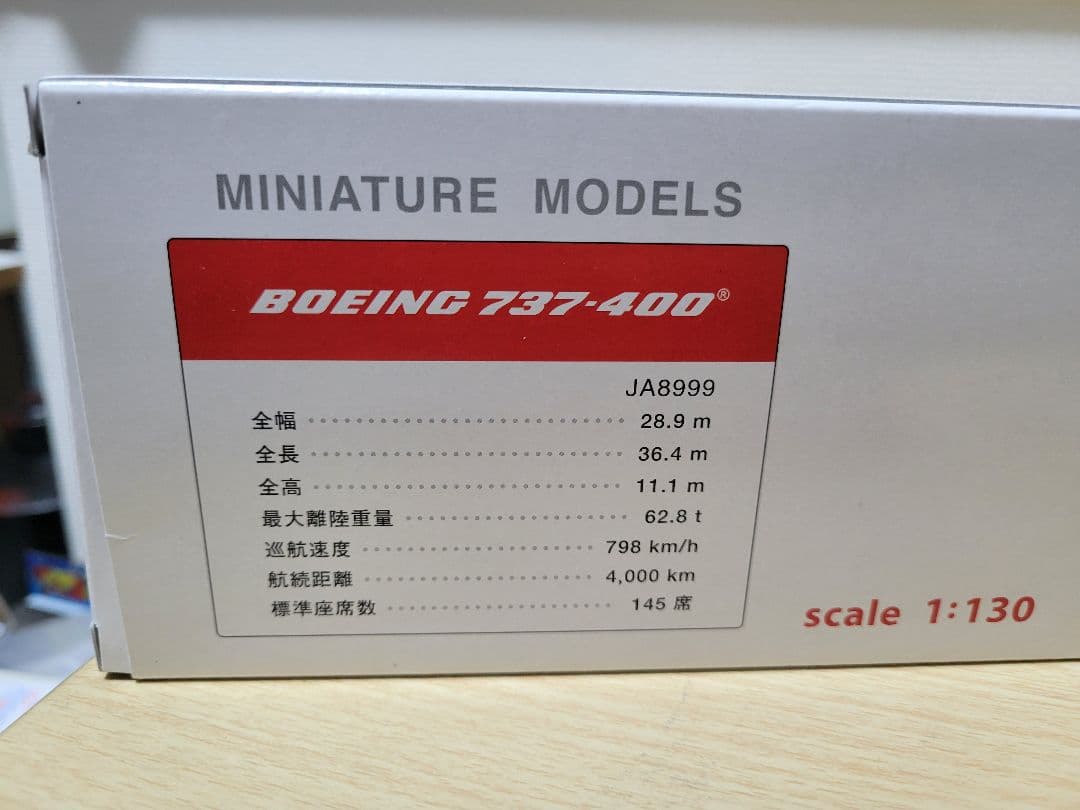 MINIATURE MODELS
BOEING 737-400®
JA8999
全幅 28.9 m
全長 36.4 m
全高 11.1 m
最大離陸重量 62.8 t
巡航速度 798 km/h
航続距離 4,000 km
標準座席数 145 席
scale 1:130